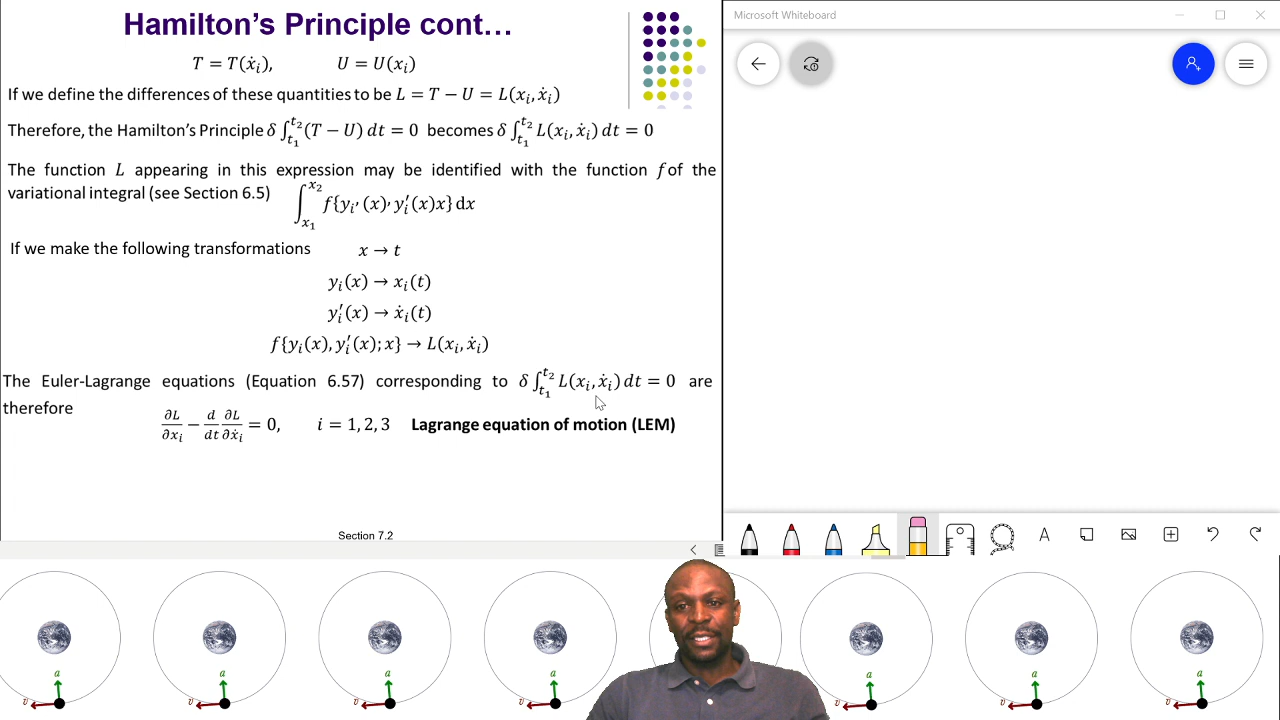 Hamilton's Principle cont…
T = T(ẋᵢ),    U = U(xᵢ)
If we define the differences of these quantities to be L = T − U = L(xᵢ, ẋᵢ)
Therefore, the Hamilton's Principle δ ∫_{t₁}^{t₂} (T − U) dt = 0 becomes δ ∫_{t₁}^{t₂} L(xᵢ, ẋᵢ) dt = 0
The function L appearing in this expression may be identified with the function f of the
variational integral (see Section 6.5) ∫_{x₁}^{x₂} f{yᵢ, (x), yᵢ′(x)x} dx
If we make the following transformations x → t
yᵢ(x) → xᵢ(t)
yᵢ′(x) → ẋᵢ(t)
f{yᵢ(x), yᵢ′(x); x} → L(xᵢ, ẋᵢ)
The Euler-Lagrange equations (Equation 6.57) corresponding to δ ∫_{t₁}^{t₂} L(xᵢ, ẋᵢ) dt = 0 are
therefore
∂L/∂xᵢ − d/dt ∂L/∂ẋᵢ = 0,    i = 1, 2, 3    Lagrange equation of motion (LEM)
Section 7.2
Microsoft Whiteboard
A
a a a a a a a
v v v v v v v